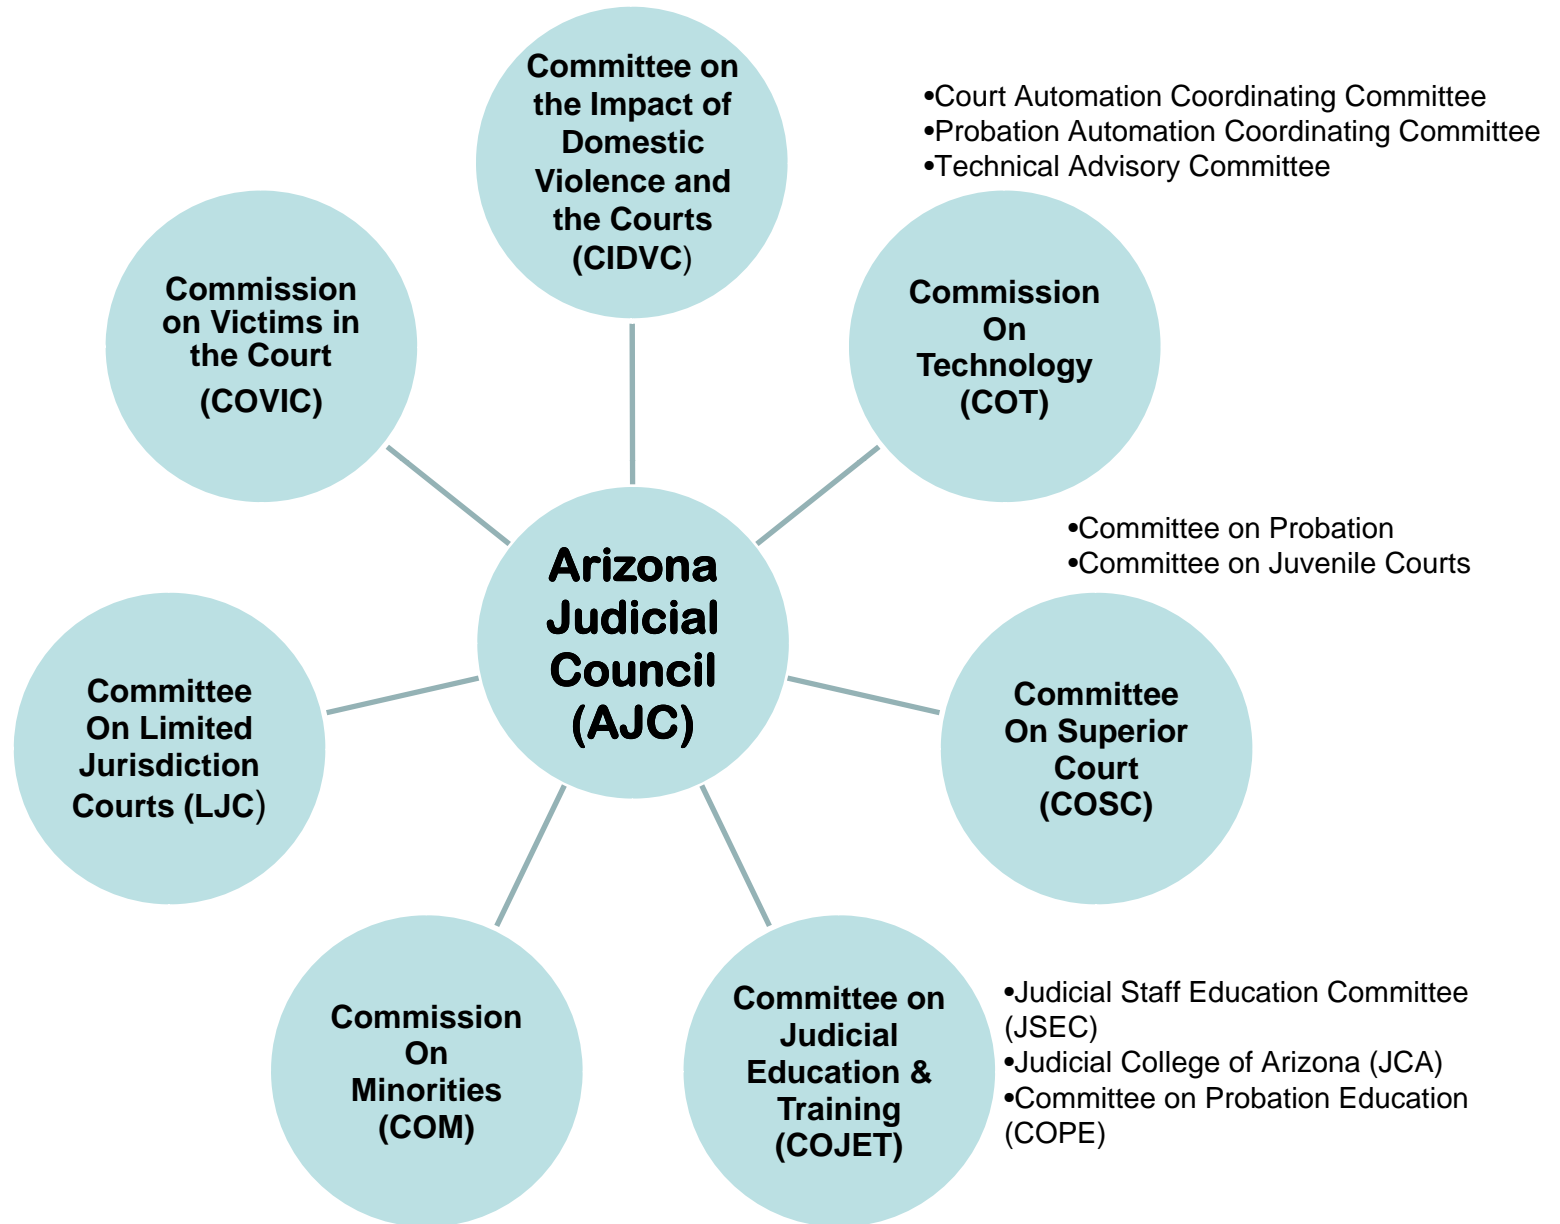 Committee on
the Impact of
Domestic
Violence and
the Courts
(CIDVC)
•Court Automation Coordinating Committee
•Probation Automation Coordinating Committee
•Technical Advisory Committee
Commission
on Victims in
the Court
(COVIC)
Commission
On
Technology
(COT)
•Committee on Probation
•Committee on Juvenile Courts
Arizona
Judicial
Council
(AJC)
Committee
On Limited
Jurisdiction
Courts (LJC)
Committee
On Superior
Court
(COSC)
Commission
On
Minorities
(COM)
Committee on
Judicial
Education &
Training
(COJET)
•Judicial Staff Education Committee
(JSEC)
•Judicial College of Arizona (JCA)
•Committee on Probation Education
(COPE)